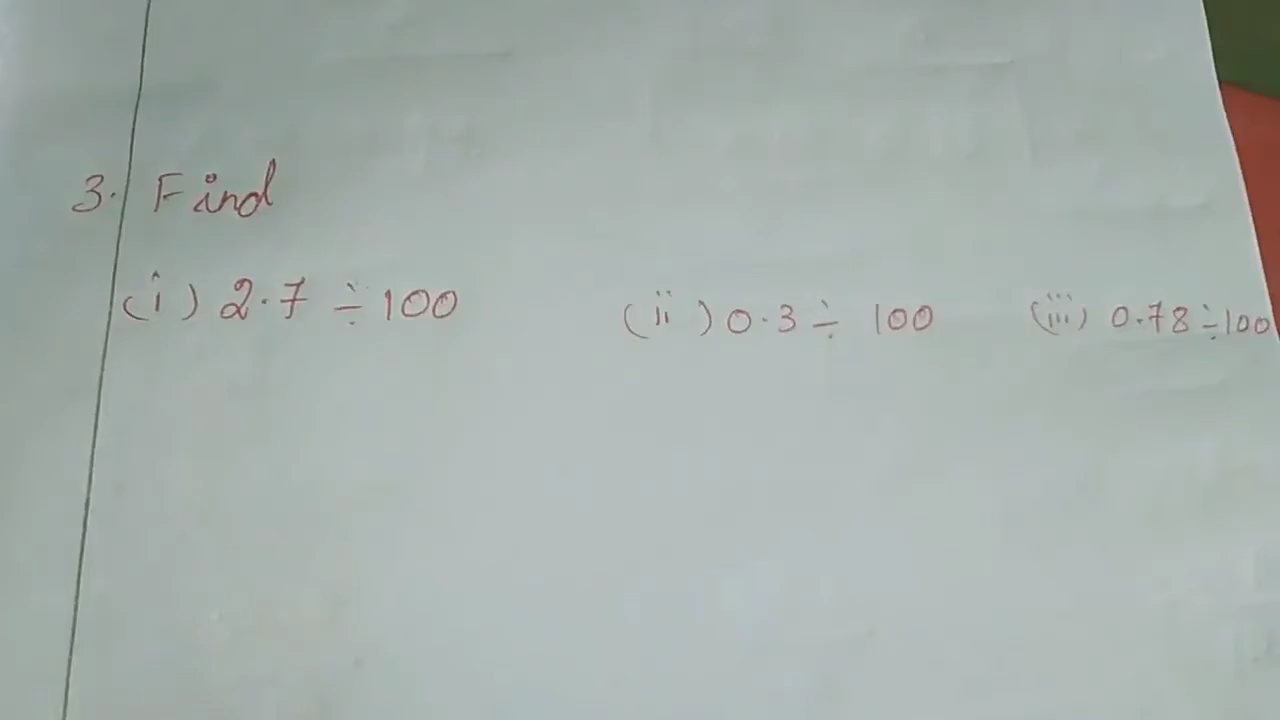 3. Find
(i) 2.7 ÷ 100 (ii) 0.3 ÷ 100 (iii) 0.78 ÷ 100